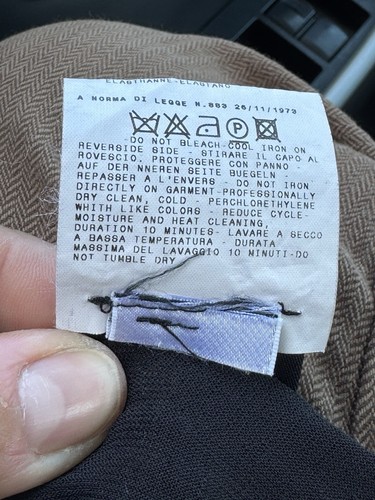 ELASTHANNE-ELASTANO
A NORMA DI LEGGE N.883 26/11/1973
P
DO NOT BLEACH-COOL IRON ON
REVERSIDE SIDE - STIRARE IL CAPO AL
ROVESCIO, PROTEGGERE CON PANNO -
AUF DER NNEREN SEITE BUEGELN -
REPASSER A L'ENVERS - DO NOT IRON
DIRECTLY ON GARMENT-PROFESSIONALLY
DRY CLEAN, COLD - PERCHLORETHYLENE
WHITH LIKE COLORS - REDUCE CYCLE-
MOISTURE AND HEAT CLEANING,
DURATION 10 MINUTES- LAVARE A SECCO
A BASSA TEMPERATURA - DURATA
MASSIMA DEL LAVAGGIO 10 MINUTI-DO
NOT TUMBLE DRY